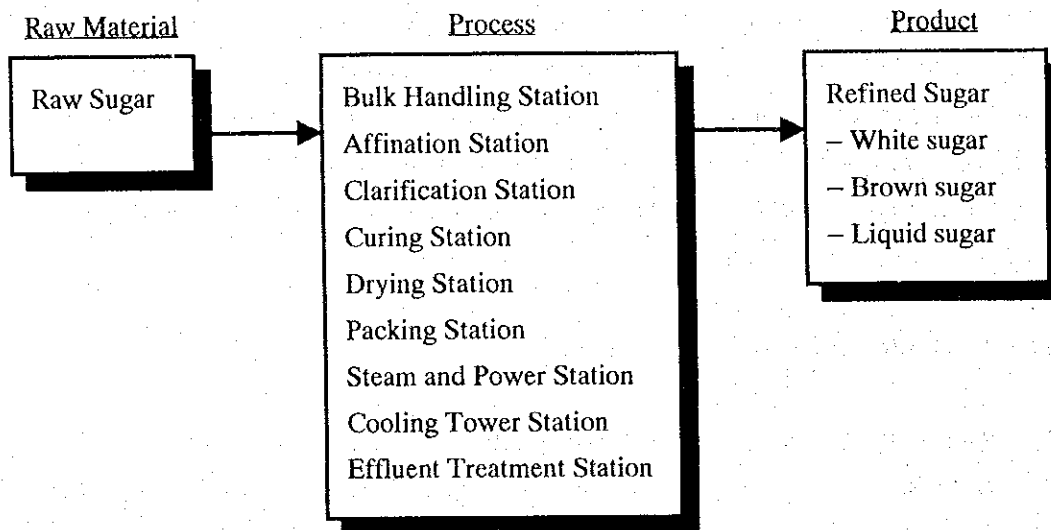 Raw Material
Raw Sugar
Process
Bulk Handling Station
Affination Station
Clarification Station
Curing Station
Drying Station
Packing Station
Steam and Power Station
Cooling Tower Station
Effluent Treatment Station
Product
Refined Sugar
– White sugar
– Brown sugar
– Liquid sugar